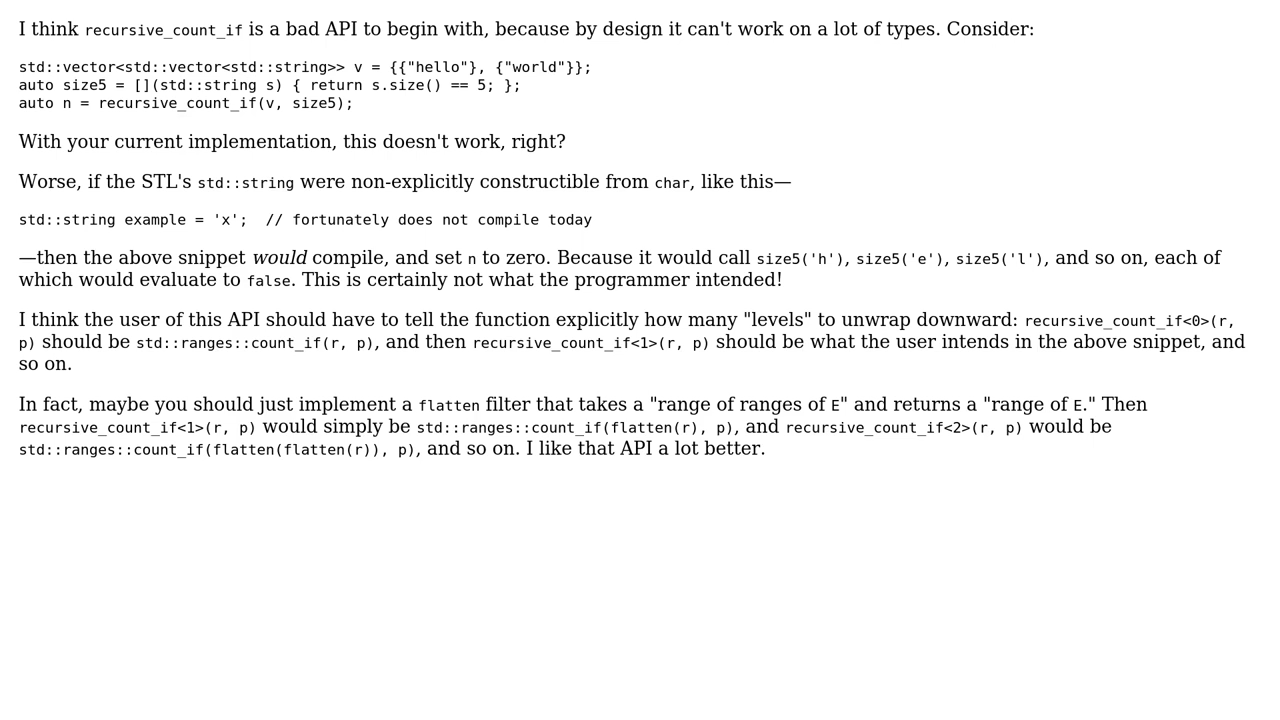 I think recursive_count_if is a bad API to begin with, because by design it can't work on a lot of types. Consider:
std::vector<std::vector<std::string>> v = {{"hello"}, {"world"}};
auto size5 = [](std::string s) { return s.size() == 5; };
auto n = recursive_count_if(v, size5);
With your current implementation, this doesn't work, right?
Worse, if the STL's std::string were non-explicitly constructible from char, like this—
std::string example = 'x';  // fortunately does not compile today
—then the above snippet would compile, and set n to zero. Because it would call size5('h'), size5('e'), size5('l'), and so on, each of
which would evaluate to false. This is certainly not what the programmer intended!
I think the user of this API should have to tell the function explicitly how many "levels" to unwrap downward: recursive_count_if<0>(r,
p) should be std::ranges::count_if(r, p), and then recursive_count_if<1>(r, p) should be what the user intends in the above snippet, and
so on.
In fact, maybe you should just implement a flatten filter that takes a "range of ranges of E" and returns a "range of E." Then
recursive_count_if<1>(r, p) would simply be std::ranges::count_if(flatten(r), p), and recursive_count_if<2>(r, p) would be
std::ranges::count_if(flatten(flatten(r)), p), and so on. I like that API a lot better.